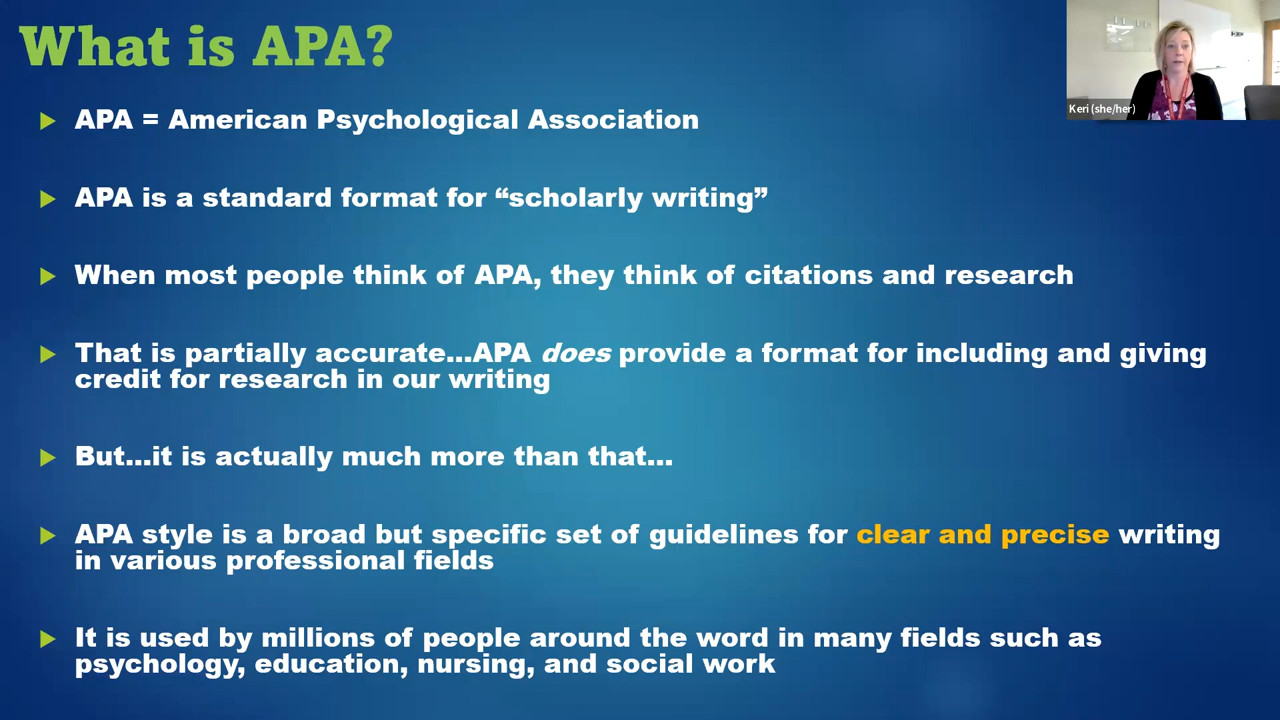 What is APA?
Keri (she/her)
APA = American Psychological Association
APA is a standard format for “scholarly writing”
When most people think of APA, they think of citations and research
That is partially accurate...APA does provide a format for including and giving
credit for research in our writing
But...it is actually much more than that...
APA style is a broad but specific set of guidelines for clear and precise writing
in various professional fields
It is used by millions of people around the word in many fields such as
psychology, education, nursing, and social work